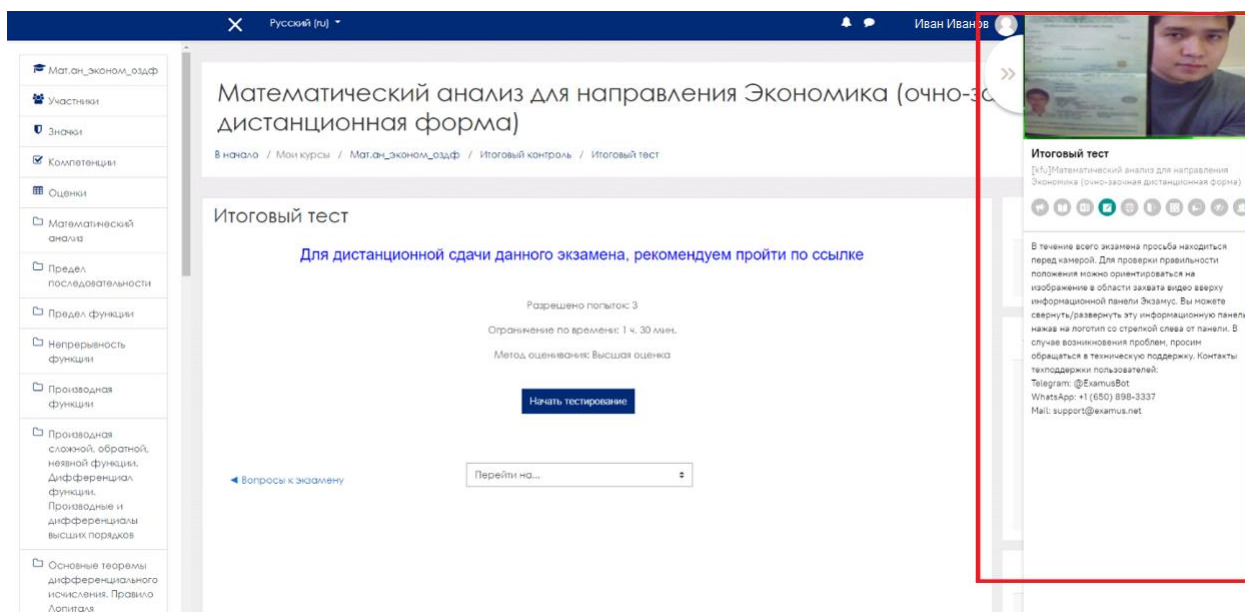 Русский (ru)
Иван Иванов
Мат.ан_эконом_оздф
Участники
Значки
Компетенции
Оценки
Математический
анализ
Предел
последовательности
Предел функции
Непрерывность
функции
Производная
функции
Производная
сложной, обратной,
неявной функции.
Дифференциал
функции.
Производные и
дифференциалы
высших порядков
Основные теоремы
дифференциального
исчисления. Правило
Лопиталя
Математический анализ для направления Экономика (очно-за
дистанционная форма)
В начало / Мои курсы / Мат.ан_эконом_оздф / Итоговый контроль / Итоговый тест
Итоговый тест
Для дистанционной сдачи данного экзамена, рекомендуем пройти по ссылке
Разрешено попыток: 3
Ограничение по времени: 1 ч. 30 мин.
Метод оценивания: Высшая оценка
Начать тестирование
◄ Вопросы к экзамену
Перейти на...
Итоговый тест
[kfu]Математический анализ для направления
Экономика (очно-заочная дистанционная форма)
В течение всего экзамена просьба находиться
перед камерой. Для проверки правильности
положения можно ориентироваться на
изображение в области захвата видео вверху
информационной панели Экзамус. Вы можете
свернуть/развернуть эту информационную панель
нажав на логотип со стрелкой слева от панели. В
случае возникновения проблем, просим
обращаться в техническую поддержку. Контакты
техподдержки пользователей:
Telegram: @ExamusBot
WhatsApp: +1 (650) 898-3337
Mail: support@examus.net